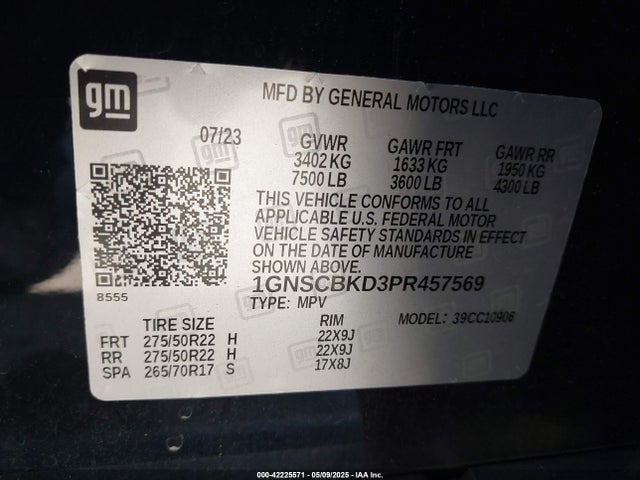 gm
MFD BY GENERAL MOTORS LLC
07/23 GVWR GAWR FRT GAWR RR
3402 KG 1633 KG 1950 KG
7500 LB 3600 LB 4300 LB
THIS VEHICLE CONFORMS TO ALL
APPLICABLE U.S. FEDERAL MOTOR
VEHICLE SAFETY STANDARDS IN EFFECT
ON THE DATE OF MANUFACTURE
SHOWN ABOVE.
8555 1GNSCBKD3PR457569
TYPE: MPV MODEL: 39CC10906
TIRE SIZE RIM
FRT 275/50R22 H 22X9J
RR 275/50R22 H 22X9J
SPA 265/70R17 S 17X8J
000-42225571 | 05/09/2025 | IAA Inc.